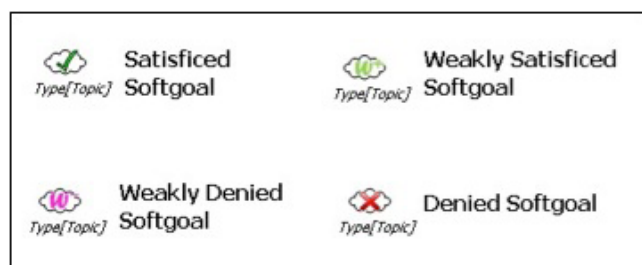 Satisficed
Softgoal
Type[Topic]
W+ Weakly Satisficed
Softgoal
Type[Topic]
W- Weakly Denied
Softgoal
Type[Topic]
Denied Softgoal
Type[Topic]